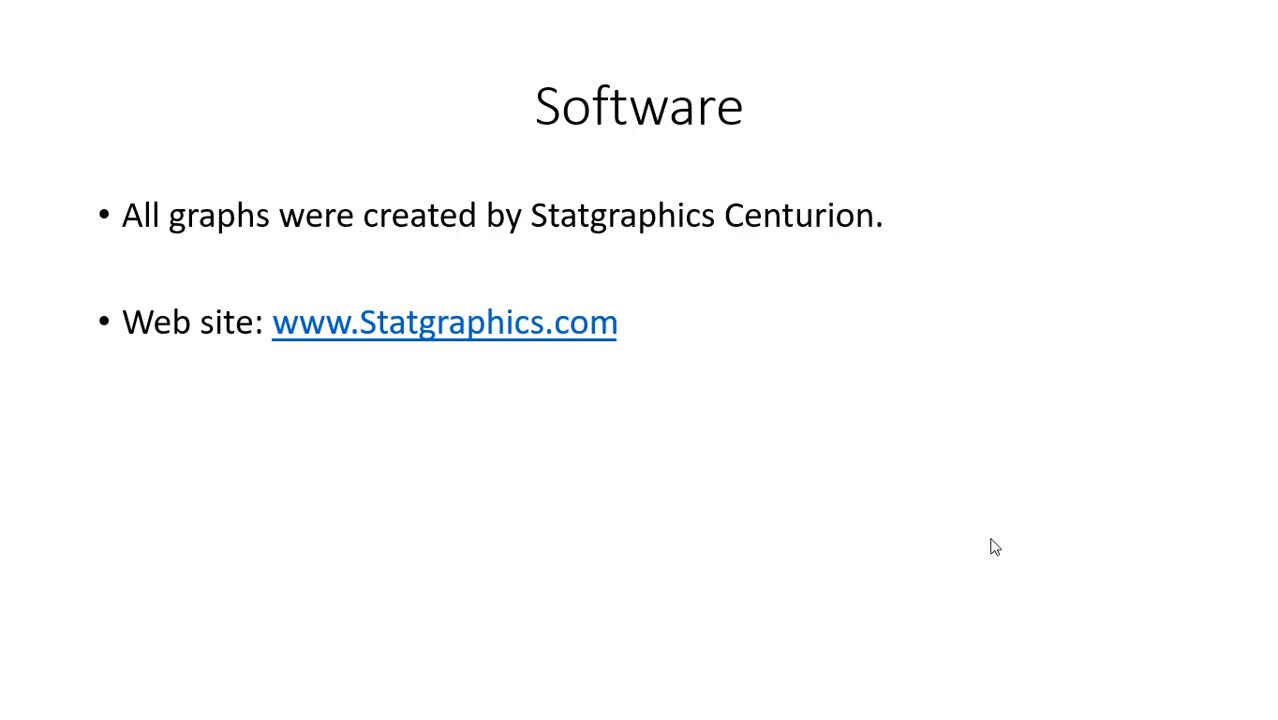 Software
• All graphs were created by Statgraphics Centurion.
• Web site: www.Statgraphics.com